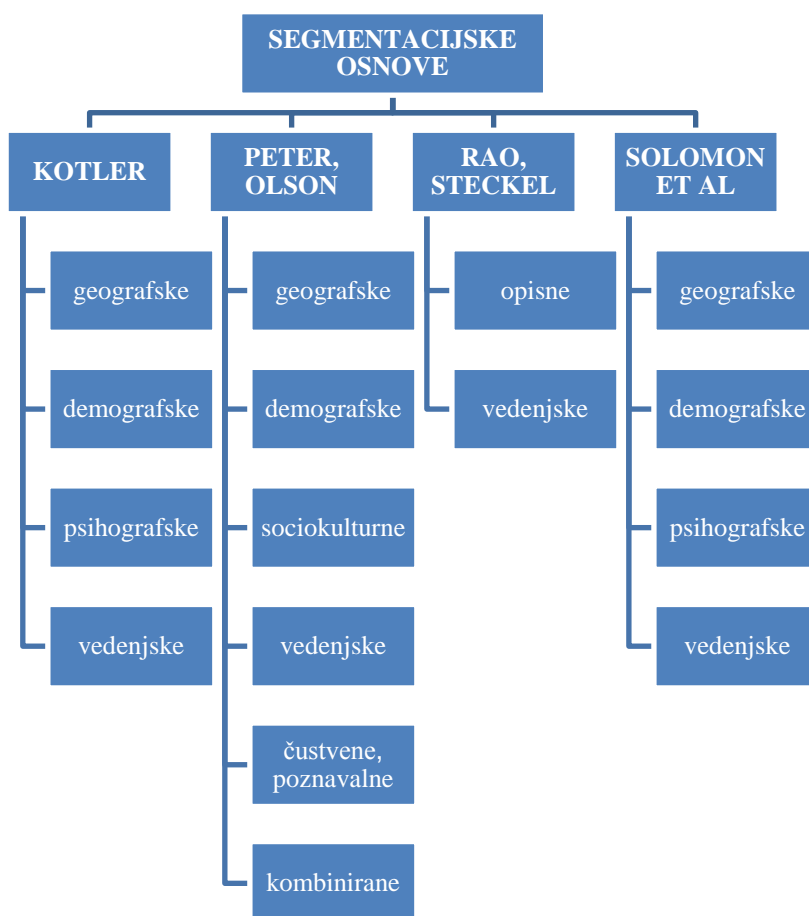 SEGMENTACIJSKE
OSNOVE
KOTLER
geografske
demografske
psihografske
vedenjske
PETER,
OLSON
geografske
demografske
sociokulturne
vedenjske
čustvene,
poznavalne
kombinirane
RAO,
STECKEL
opisne
vedenjske
SOLOMON
ET AL
geografske
demografske
psihografske
vedenjske